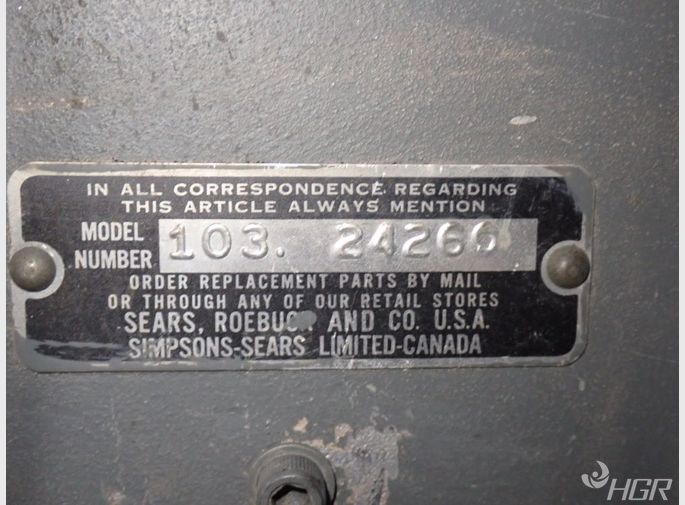 IN ALL CORRESPONDENCE REGARDING
THIS ARTICLE ALWAYS MENTION
MODEL NUMBER 103. 24266
ORDER REPLACEMENT PARTS BY MAIL
OR THROUGH ANY OF OUR RETAIL STORES
SEARS, ROEBUCK AND CO. U.S.A.
SIMPSONS-SEARS LIMITED-CANADA
HGR